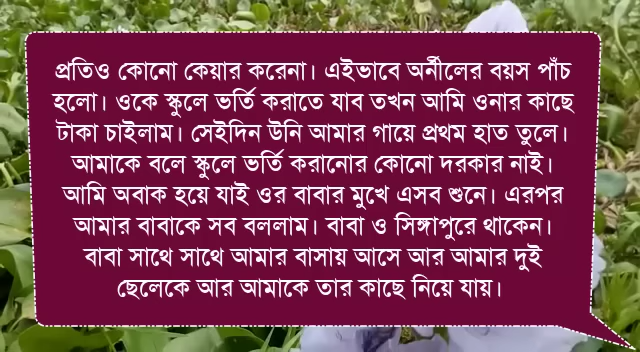 প্রতিও কোনো কেয়ার করেনা। এইভাবে অর্নীলের বয়স পাঁচ
হলো। ওকে স্কুলে ভর্তি করাতে যাব তখন আমি ওনার কাছে
টাকা চাইলাম। সেইদিন উনি আমার গায়ে প্রথম হাত তুলে।
আমাকে বলে স্কুলে ভর্তি করানোর কোনো দরকার নাই।
আমি অবাক হয়ে যাই ওর বাবার মুখে এসব শুনে। এরপর
আমার বাবাকে সব বললাম। বাবা ও সিঙ্গাপুরে থাকেন।
বাবা সাথে সাথে আমার বাসায় আসে আর আমার দুই
ছেলেকে আর আমাকে তার কাছে নিয়ে যায়।